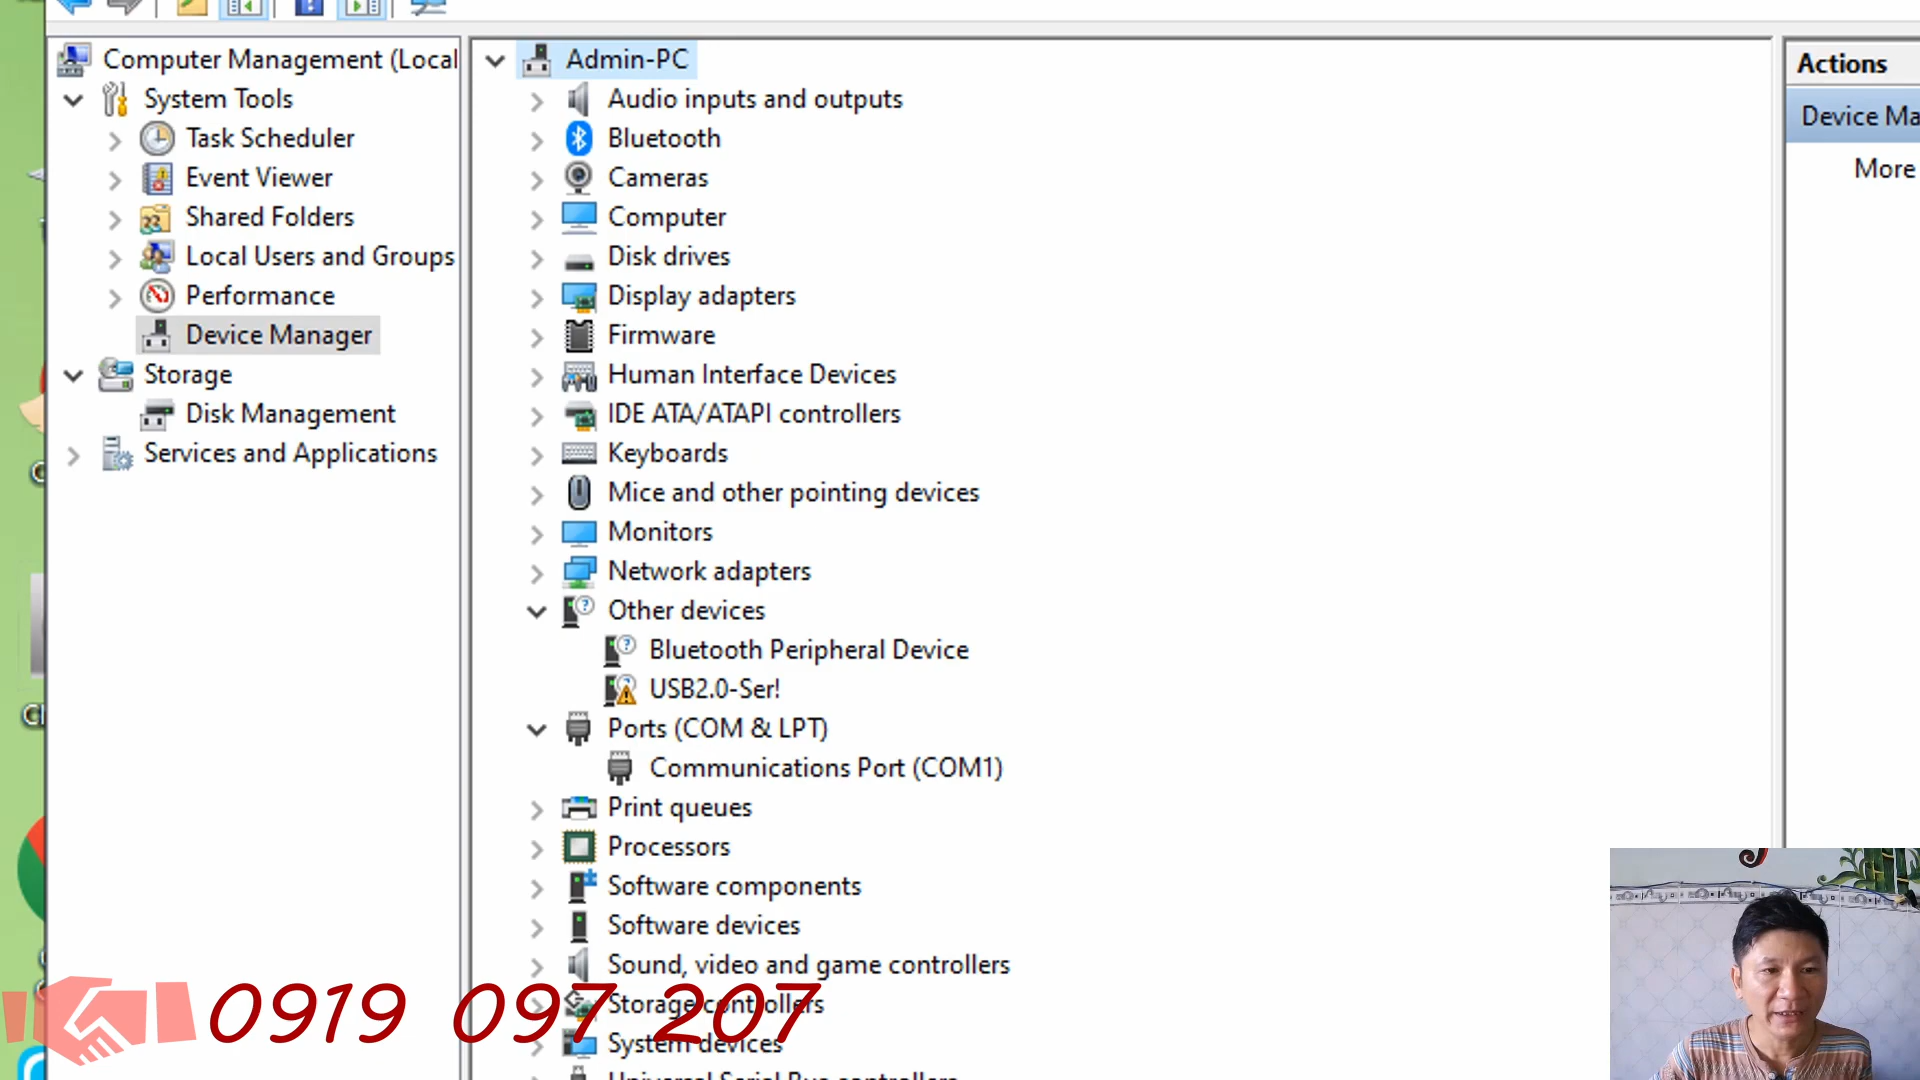 Computer Management (Local
System Tools
Task Scheduler
Event Viewer
Shared Folders
Local Users and Groups
Performance
Device Manager
Storage
Disk Management
Services and Applications
Admin-PC
Audio inputs and outputs
Bluetooth
Cameras
Computer
Disk drives
Display adapters
Firmware
Human Interface Devices
IDE ATA/ATAPI controllers
Keyboards
Mice and other pointing devices
Monitors
Network adapters
Other devices
Bluetooth Peripheral Device
USB2.0-Ser!
Ports (COM & LPT)
Communications Port (COM1)
Print queues
Processors
Software components
Software devices
Sound, video and game controllers
Storage controllers
System devices
Universal Serial Bus controllers
Actions
Device Ma
More
0919 097 207